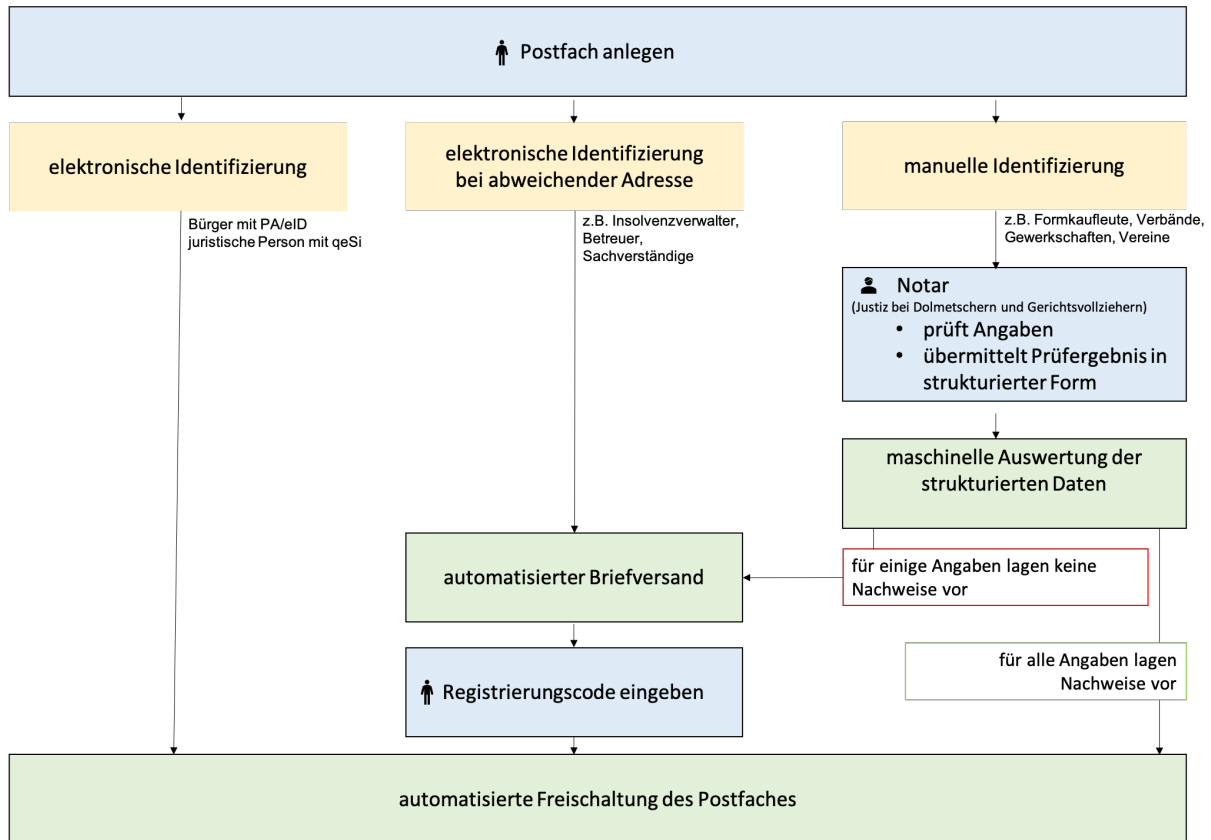 Postfach anlegen
elektronische Identifizierung
elektronische Identifizierung
bei abweichender Adresse
manuelle Identifizierung
Bürger mit PA/eID
juristische Person mit qeSi
z.B. Insolvenzverwalter,
Betreuer,
Sachverständige
z.B. Formkaufleute, Verbände,
Gewerkschaften, Vereine
Notar
(Justiz bei Dolmetschern und Gerichtsvollziehern)
• prüft Angaben
• übermittelt Prüfergebnis in
strukturierter Form
maschinelle Auswertung der
strukturierten Daten
automatisierter Briefversand
für einige Angaben lagen keine
Nachweise vor
für alle Angaben lagen
Nachweise vor
Registrierungscode eingeben
automatisierte Freischaltung des Postfaches